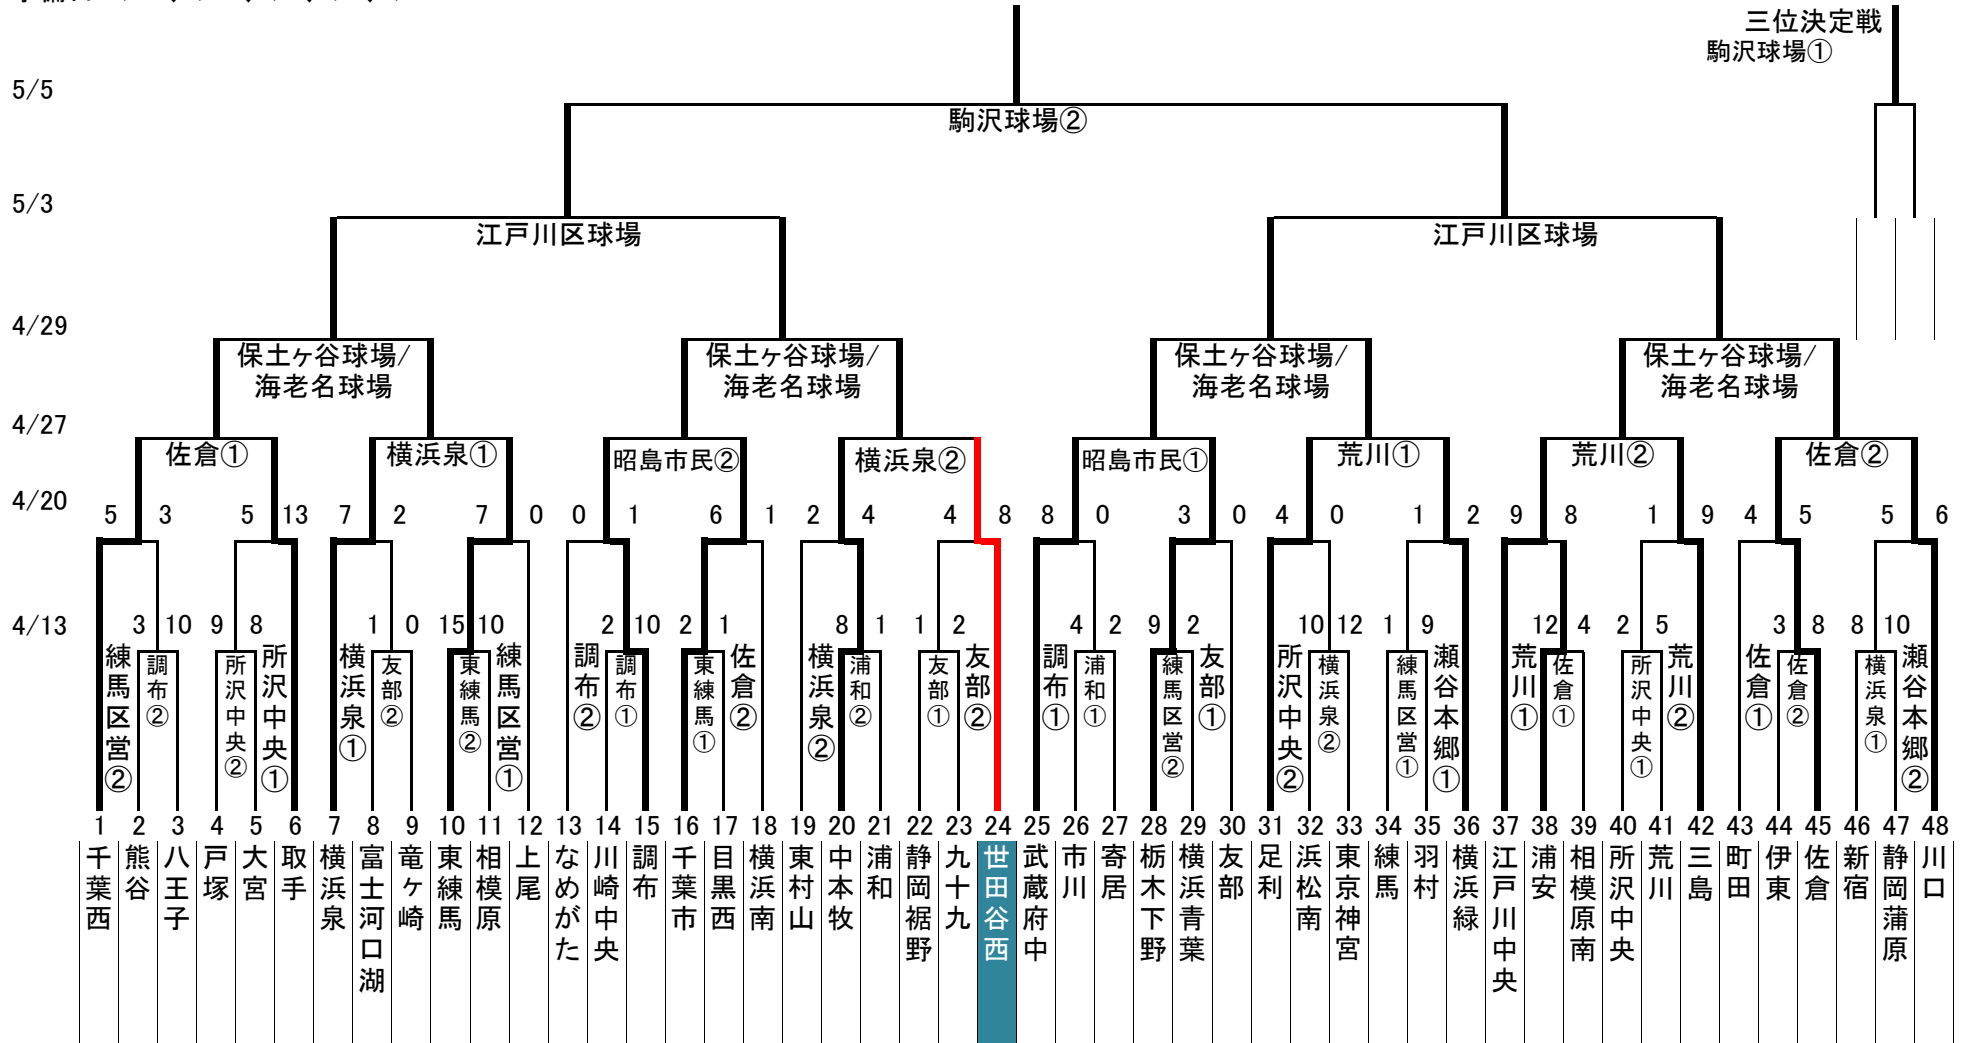 三位決定戦
駒沢球場①
5/5
駒沢球場②
5/3
江戸川区球場
江戸川区球場
4/29
保土ヶ谷球場/
海老名球場
保土ヶ谷球場/
海老名球場
保土ヶ谷球場/
海老名球場
保土ヶ谷球場/
海老名球場
4/27
佐倉①
横浜泉①
昭島市民②
横浜泉②
昭島市民①
荒川①
荒川②
佐倉②
4/20
5 3 5 13 7 2 7 0 0 1 6 1 2 4 4 8 8 0 3 0 4 0 1 2 9 8 1 9 4 5 5 6
4/13
3 10 9 8 1 0 15 10 2 10 2 1 8 1 1 2 4 2 9 2 10 12 1 9 12 4 2 5 3 8 8 10
練馬区営②
調布②
所沢中央②
所沢中央①
横浜泉①
友部②
東練馬②
練馬区営①
調布②
調布①
東練馬①
佐倉②
横浜泉②
浦和②
友部①
友部②
調布①
浦和①
練馬区営②
友部①
所沢中央②
横浜泉②
練馬区営①
瀬谷本郷①
荒川①
佐倉①
所沢中央①
荒川②
佐倉①
佐倉②
横浜泉①
瀬谷本郷②
1 2 3 4 5 6 7 8 9 10 11 12 13 14 15 16 17 18 19 20 21 22 23 24 25 26 27 28 29 30 31 32 33 34 35 36 37 38 39 40 41 42 43 44 45 46 47 48
千葉西
熊谷
八王子
戸塚
大宮
取手
横浜泉
富士河口湖
竜ヶ崎
東練馬
相模原
上尾
なめがた
川崎中央
調布
千葉市
目黒西
横浜南
東村山
中本牧
浦和
静岡裾野
九十九
世田谷西
武蔵府中
市川
寄居
栃木下野
横浜青葉
友部
足利
浜松南
東京神宮
練馬
羽村
横浜緑
江戸川中央
浦安
相模原南
所沢中央
荒川
三島
町田
伊東
佐倉
新宿
静岡蒲原
川口